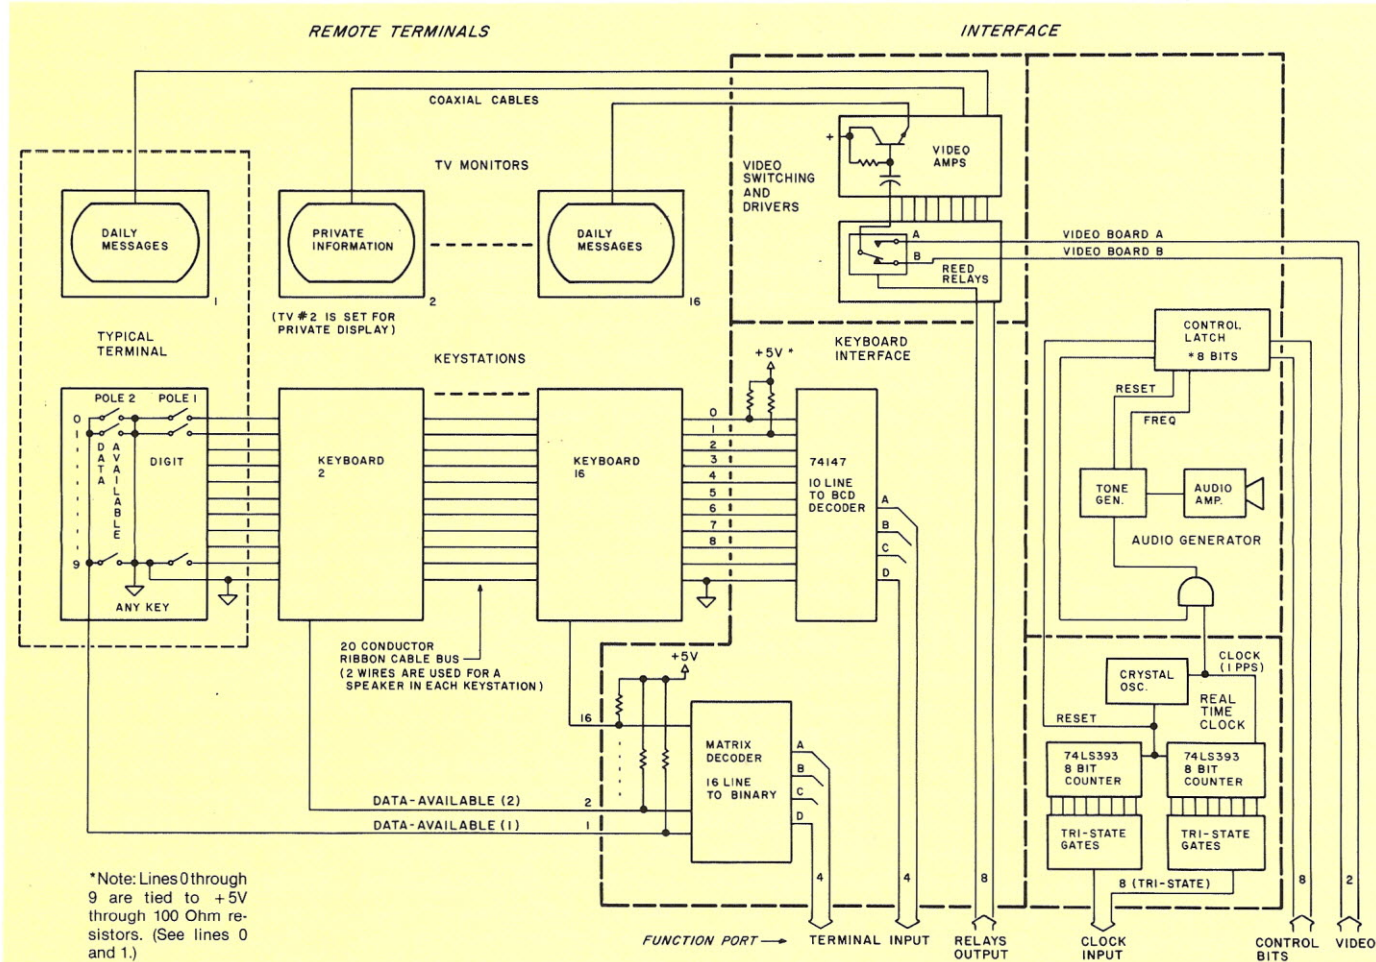 REMOTE TERMINALS
INTERFACE
COAXIAL CABLES
TV MONITORS
DAILY
MESSAGES
1
PRIVATE
INFORMATION
2
(TV #2 IS SET FOR
PRIVATE DISPLAY)
DAILY
MESSAGES
16
VIDEO
SWITCHING
AND
DRIVERS
+
VIDEO
AMPS
A
B
REED
RELAYS
VIDEO BOARD A
VIDEO BOARD B
TYPICAL
TERMINAL
KEYSTATIONS
KEYBOARD
INTERFACE
+5V *
CONTROL
LATCH
*8 BITS
RESET
FREQ
POLE 2
POLE 1
0
1
9
DATA
AVAILABLE
DIGIT
ANY KEY
KEYBOARD
2
KEYBOARD
16
0
1
2
3
4
5
6
7
8
74147
10 LINE
TO BCD
DECODER
A
B
C
D
TONE
GEN.
AUDIO
AMP.
AUDIO GENERATOR
20 CONDUCTOR
RIBBON CABLE BUS
(2 WIRES ARE USED FOR A
SPEAKER IN EACH KEYSTATION)
+5V
16
2
1
DATA-AVAILABLE (2)
DATA-AVAILABLE (1)
MATRIX
DECODER
16 LINE
TO BINARY
A
B
C
D
CLOCK
(1 PPS)
CRYSTAL
OSC.
REAL
TIME
CLOCK
RESET
74LS393
8 BIT
COUNTER
74LS393
8 BIT
COUNTER
TRI-STATE
GATES
TRI-STATE
GATES
8 (TRI-STATE)
4
4
8
8
2
*Note: Lines 0 through
9 are tied to +5V
through 100 Ohm re-
sistors. (See lines 0
and 1.)
FUNCTION PORT
TERMINAL INPUT
RELAYS
OUTPUT
CLOCK
INPUT
CONTROL
BITS
VIDEO